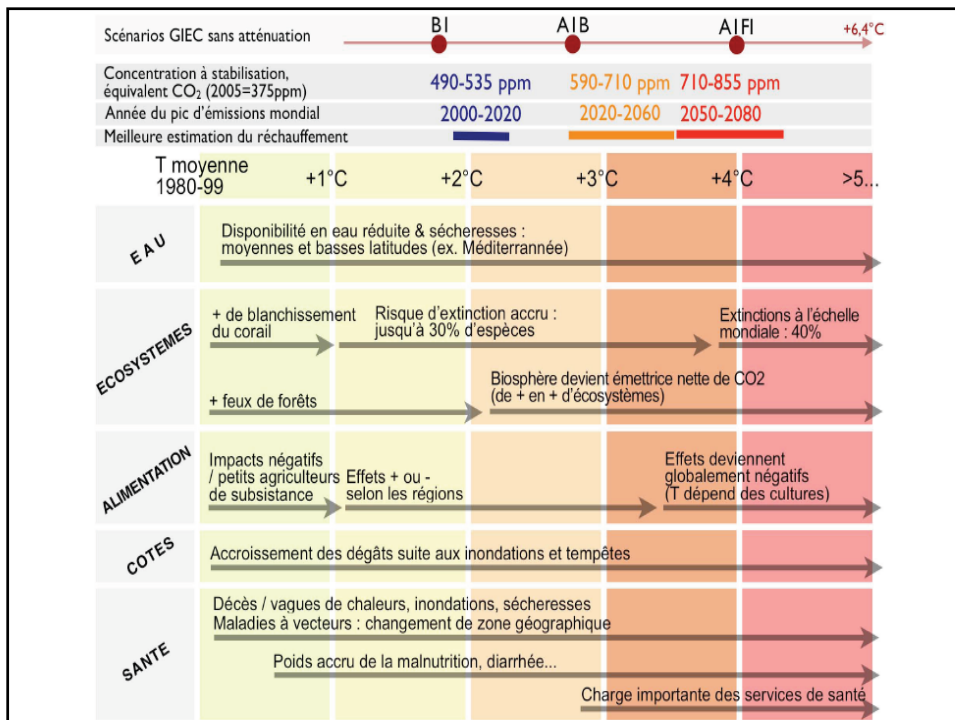 Scénarios GIEC sans atténuation
B1 A1B A1FI +6,4°C
Concentration à stabilisation,
équivalent CO2 (2005=375ppm)
490-535 ppm 590-710 ppm 710-855 ppm
Année du pic d'émissions mondial 2000-2020 2020-2060 2050-2080
Meilleure estimation du réchauffement
T moyenne
1980-99
+1°C +2°C +3°C +4°C >5...
EAU
Disponibilité en eau réduite & sécheresses :
moyennes et basses latitudes (ex. Méditerrannée)
ECOSYSTEMES
+ de blanchissement
du corail
Risque d'extinction accru :
jusqu'à 30% d'espèces
Extinctions à l'échelle
mondiale : 40%
+ feux de forêts
Biosphère devient émettrice nette de CO2
(de + en + d'écosystèmes)
ALIMENTATION
Impacts négatifs
/ petits agriculteurs
de subsistance
Effets + ou -
selon les régions
Effets deviennent
globalement négatifs
(T dépend des cultures)
COTES
Accroissement des dégâts suite aux inondations et tempêtes
SANTE
Décès / vagues de chaleurs, inondations, sécheresses
Maladies à vecteurs : changement de zone géographique
Poids accru de la malnutrition, diarrhée...
Charge importante des services de santé